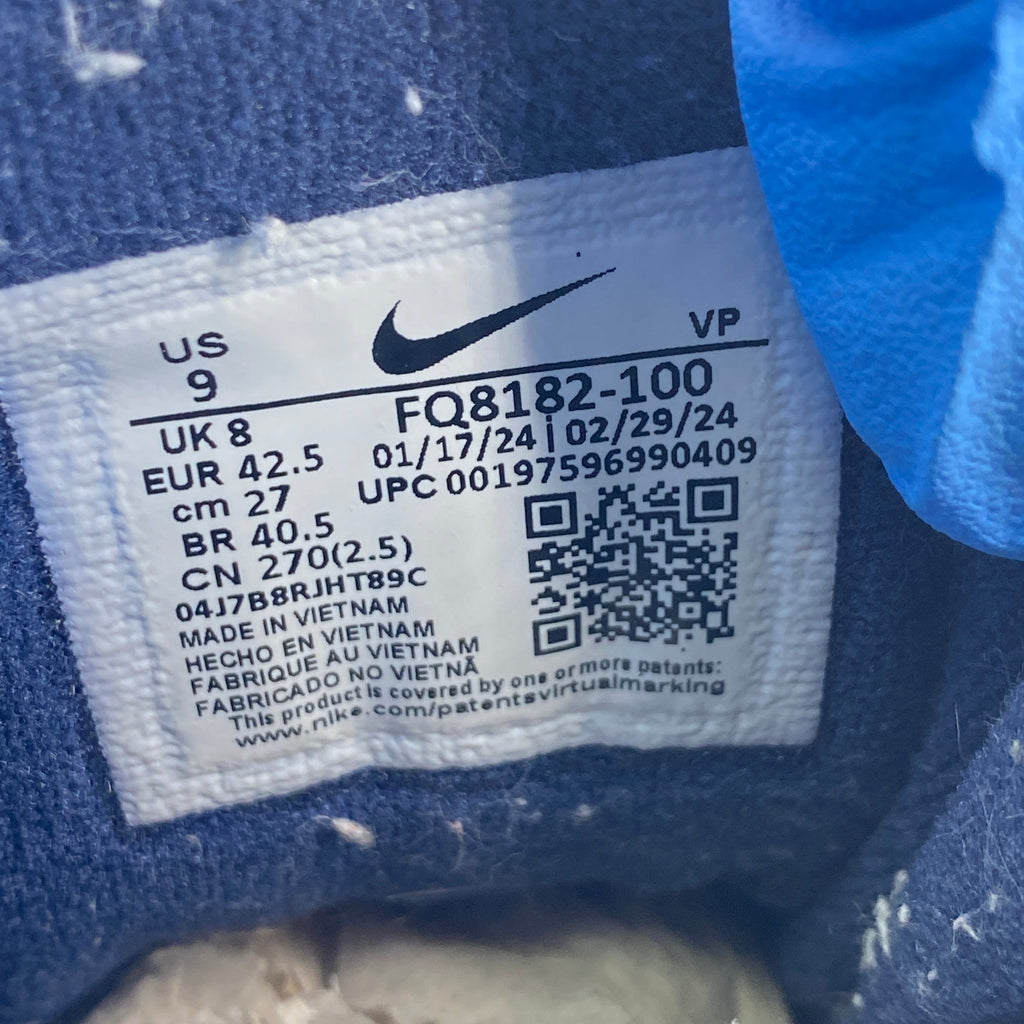 US
9
VP
UK 8
EUR 42.5
cm 27
BR 40.5
CN 270(2.5)
04J7B8RJHT89C
FQ8182-100
01/17/24 | 02/29/24
UPC 00197596990409
MADE IN VIETNAM
HECHO EN VIETNAM
FABRIQUE AU VIETNAM
FABRICADO NO VIETNÃ
This product is covered by one or more patents:
www.nike.com/patentsvirtualmarking